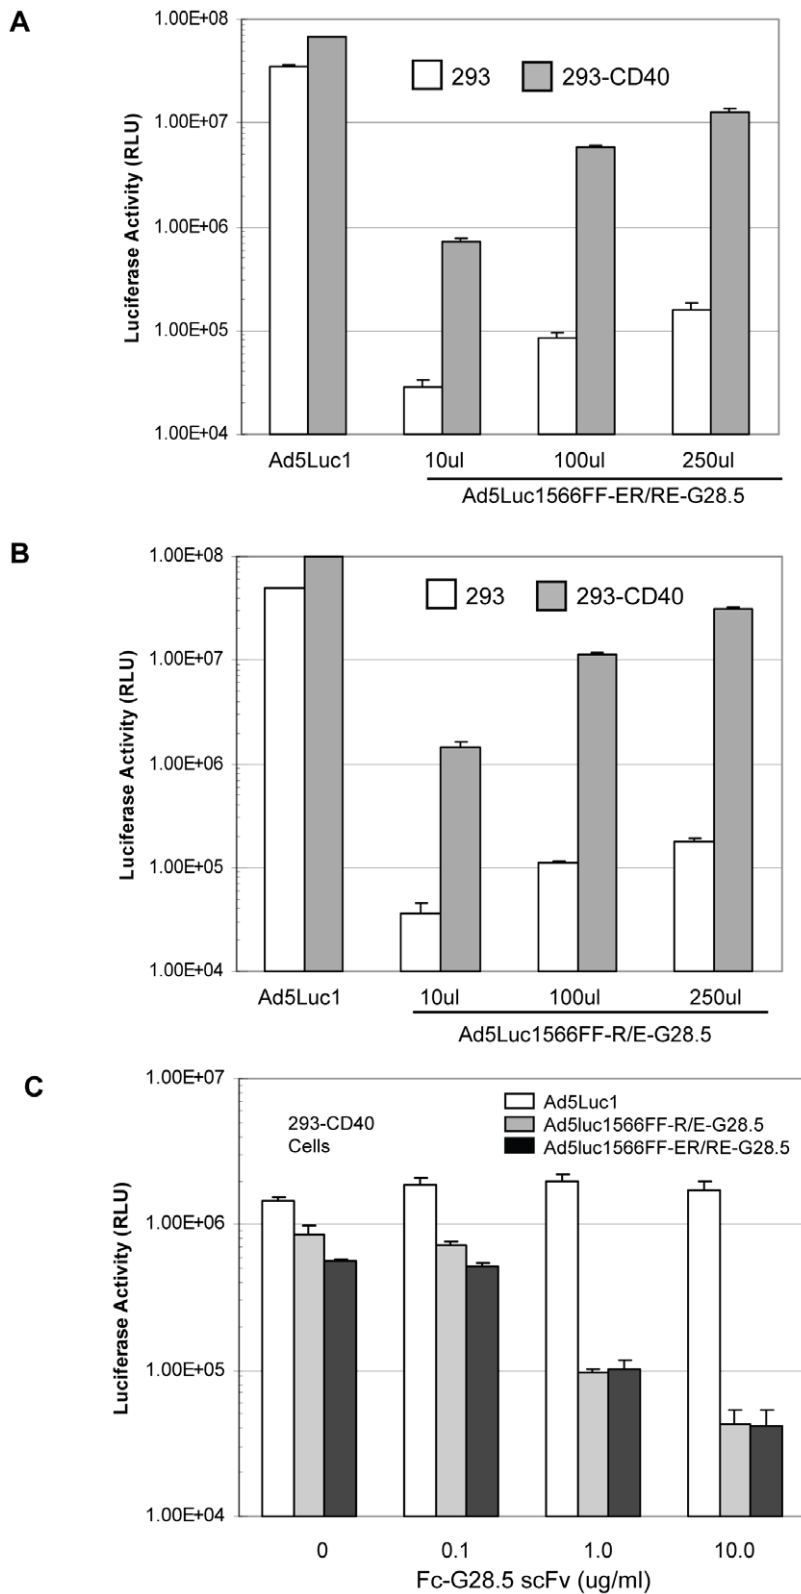 A
1.00E+08
1.00E+07
1.00E+06
1.00E+05
1.00E+04
Luciferase Activity (RLU)
293 293-CD40
Ad5Luc1 10ul 100ul 250ul
Ad5Luc1566FF-ER/RE-G28.5
B
1.00E+08
1.00E+07
1.00E+06
1.00E+05
1.00E+04
Luciferase Activity (RLU)
293 293-CD40
Ad5Luc1 10ul 100ul 250ul
Ad5Luc1566FF-R/E-G28.5
C
1.00E+07
1.00E+06
1.00E+05
1.00E+04
Luciferase Activity (RLU)
293-CD40
Cells
Ad5Luc1
Ad5luc1566FF-R/E-G28.5
Ad5luc1566FF-ER/RE-G28.5
0 0.1 1.0 10.0
Fc-G28.5 scFv (ug/ml)